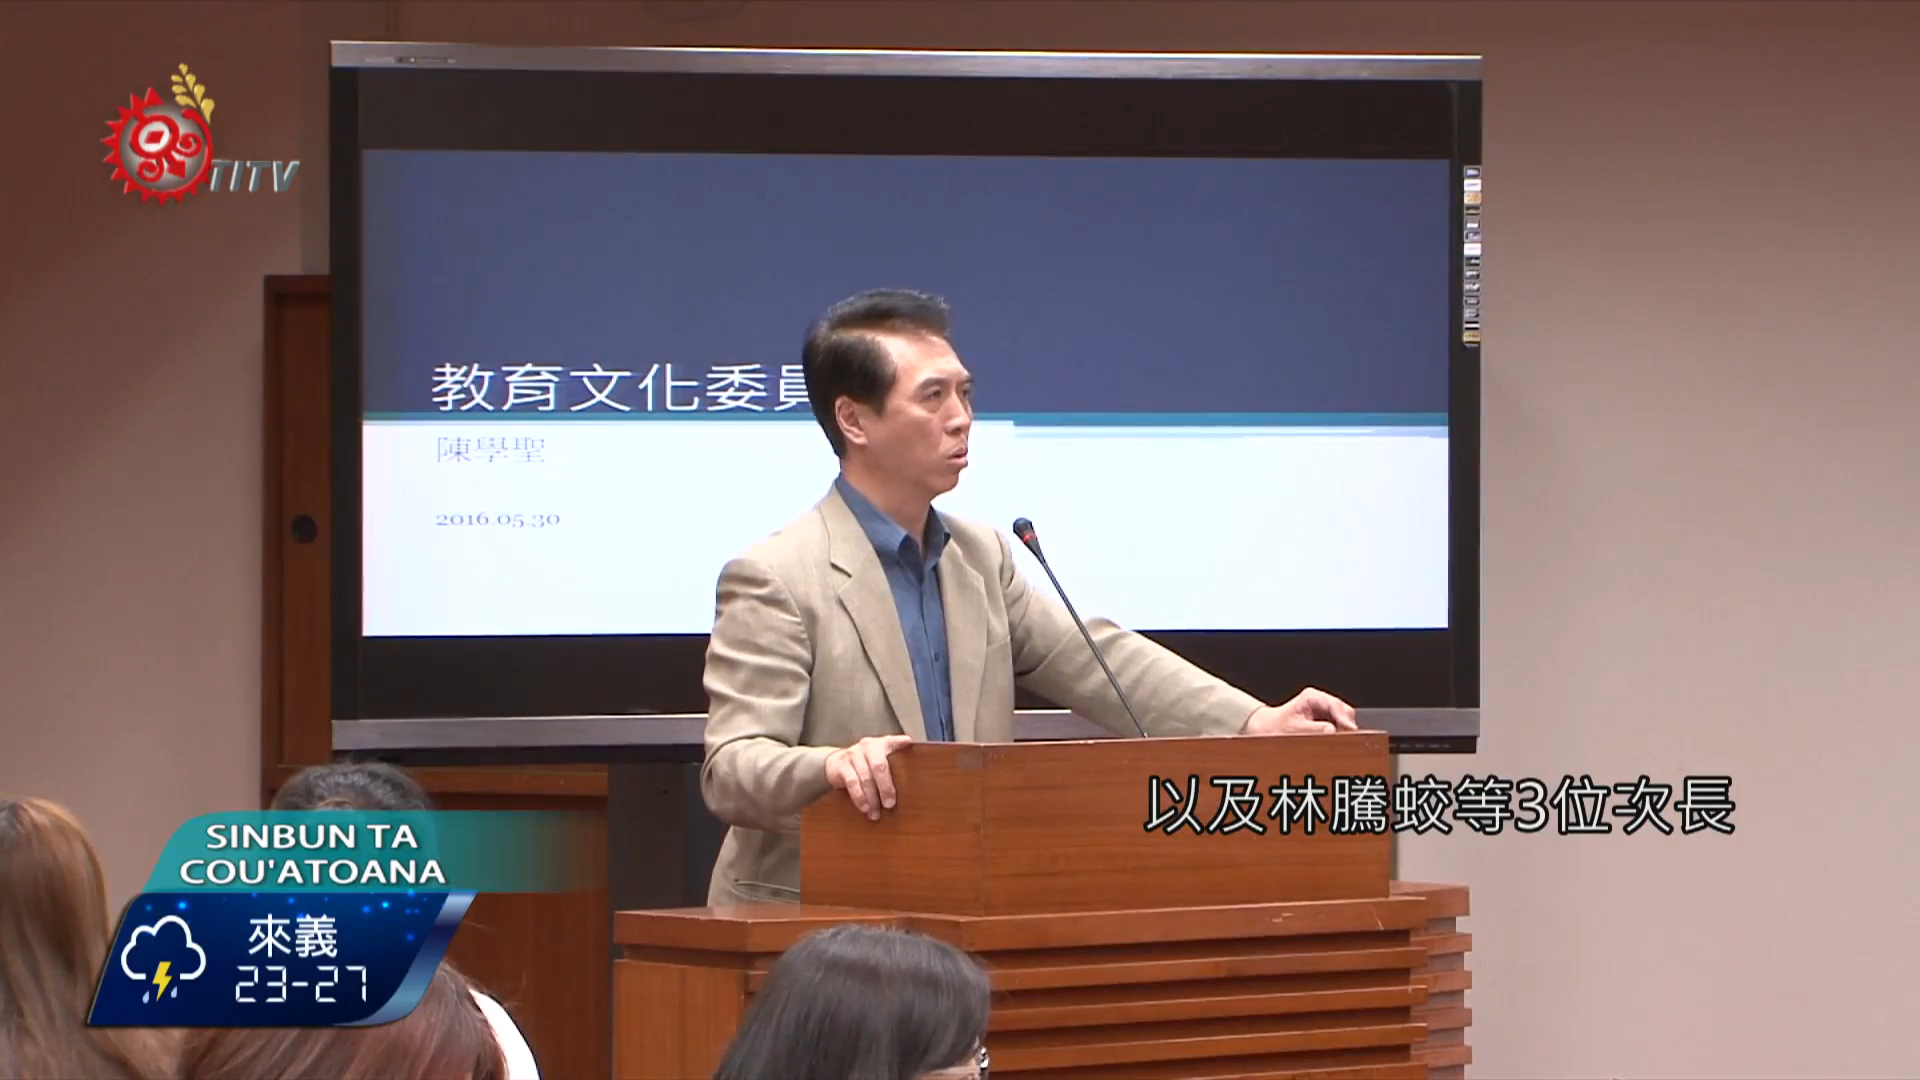 TITV
教育文化委員
陳學聖
2016.05.30
以及林騰蛟等3位次長
SINBUN TA
COU'ATOANA
來義
23-27